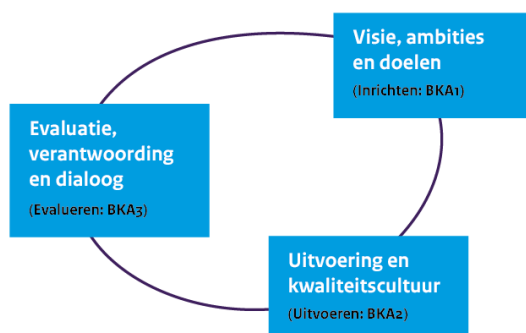 Visie, ambities
en doelen
(Inrichten: BKA1)
Evaluatie,
verantwoording
en dialoog
(Evalueren: BKA3)
Uitvoering en
kwaliteitscultuur
(Uitvoeren: BKA2)